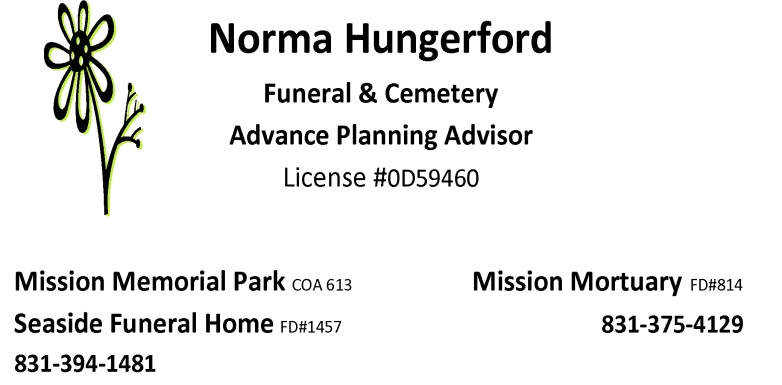 Norma Hungerford
Funeral & Cemetery
Advance Planning Advisor
License #0D59460
Mission Memorial Park COA 613
Seaside Funeral Home FD#1457
831-394-1481
Mission Mortuary FD#814
831-375-4129